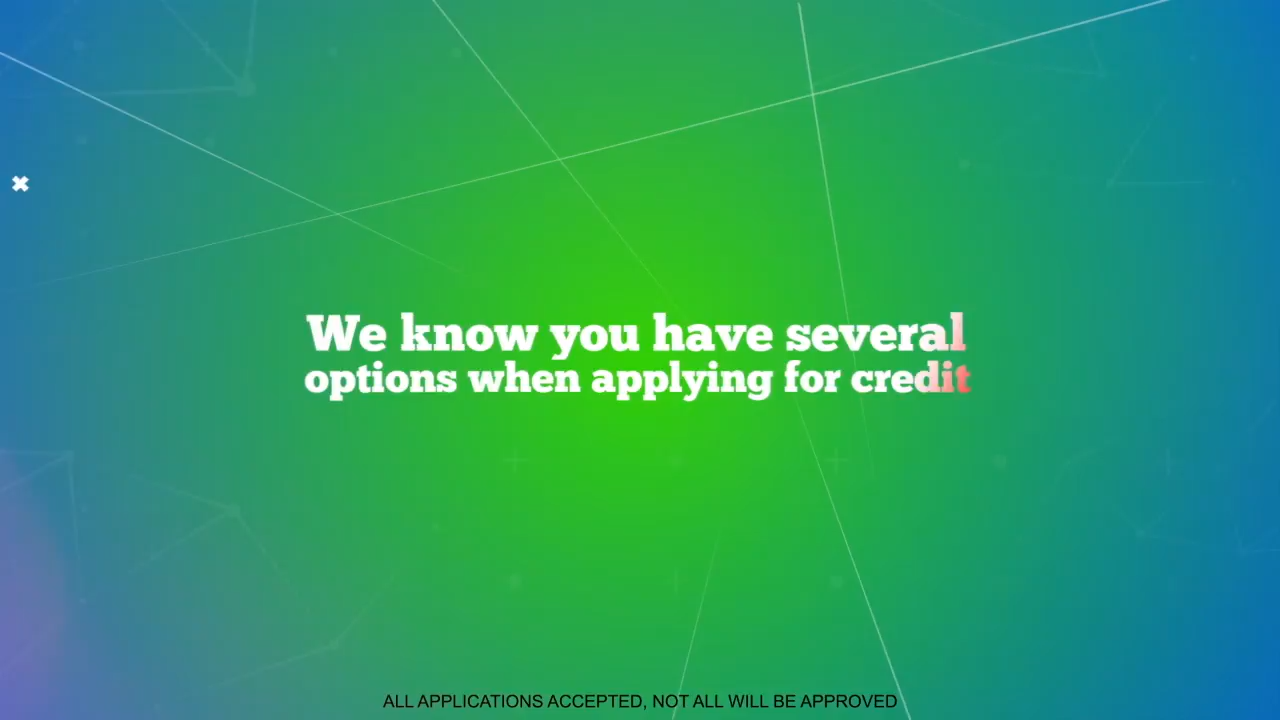 We know you have several
options when applying for credit
ALL APPLICATIONS ACCEPTED, NOT ALL WILL BE APPROVED